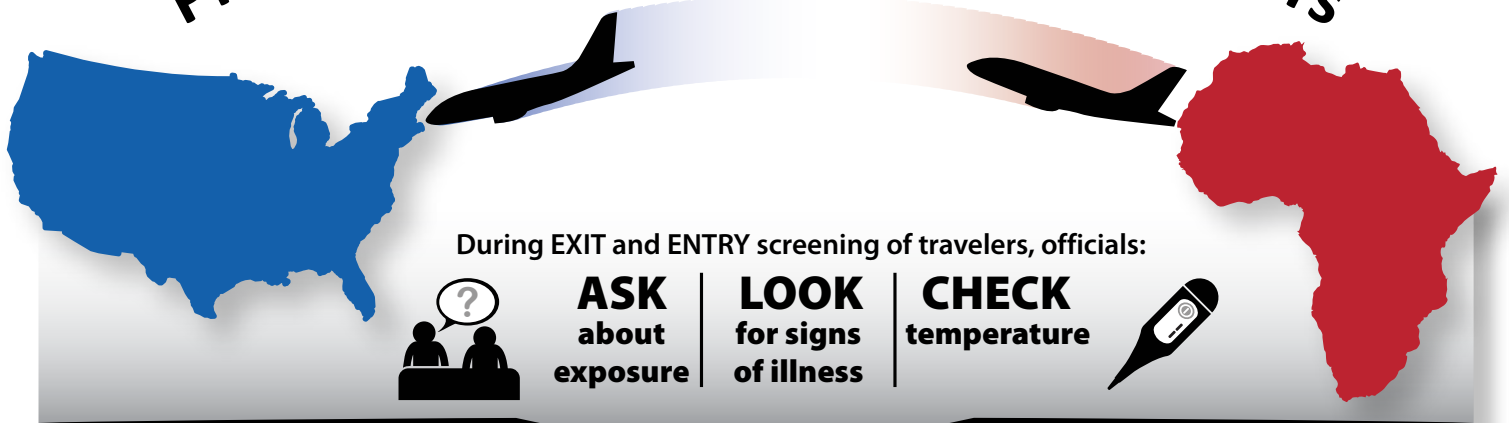 During EXIT and ENTRY screening of travelers, officials:
?
ASK
about
exposure
LOOK
for signs
of illness
CHECK
temperature